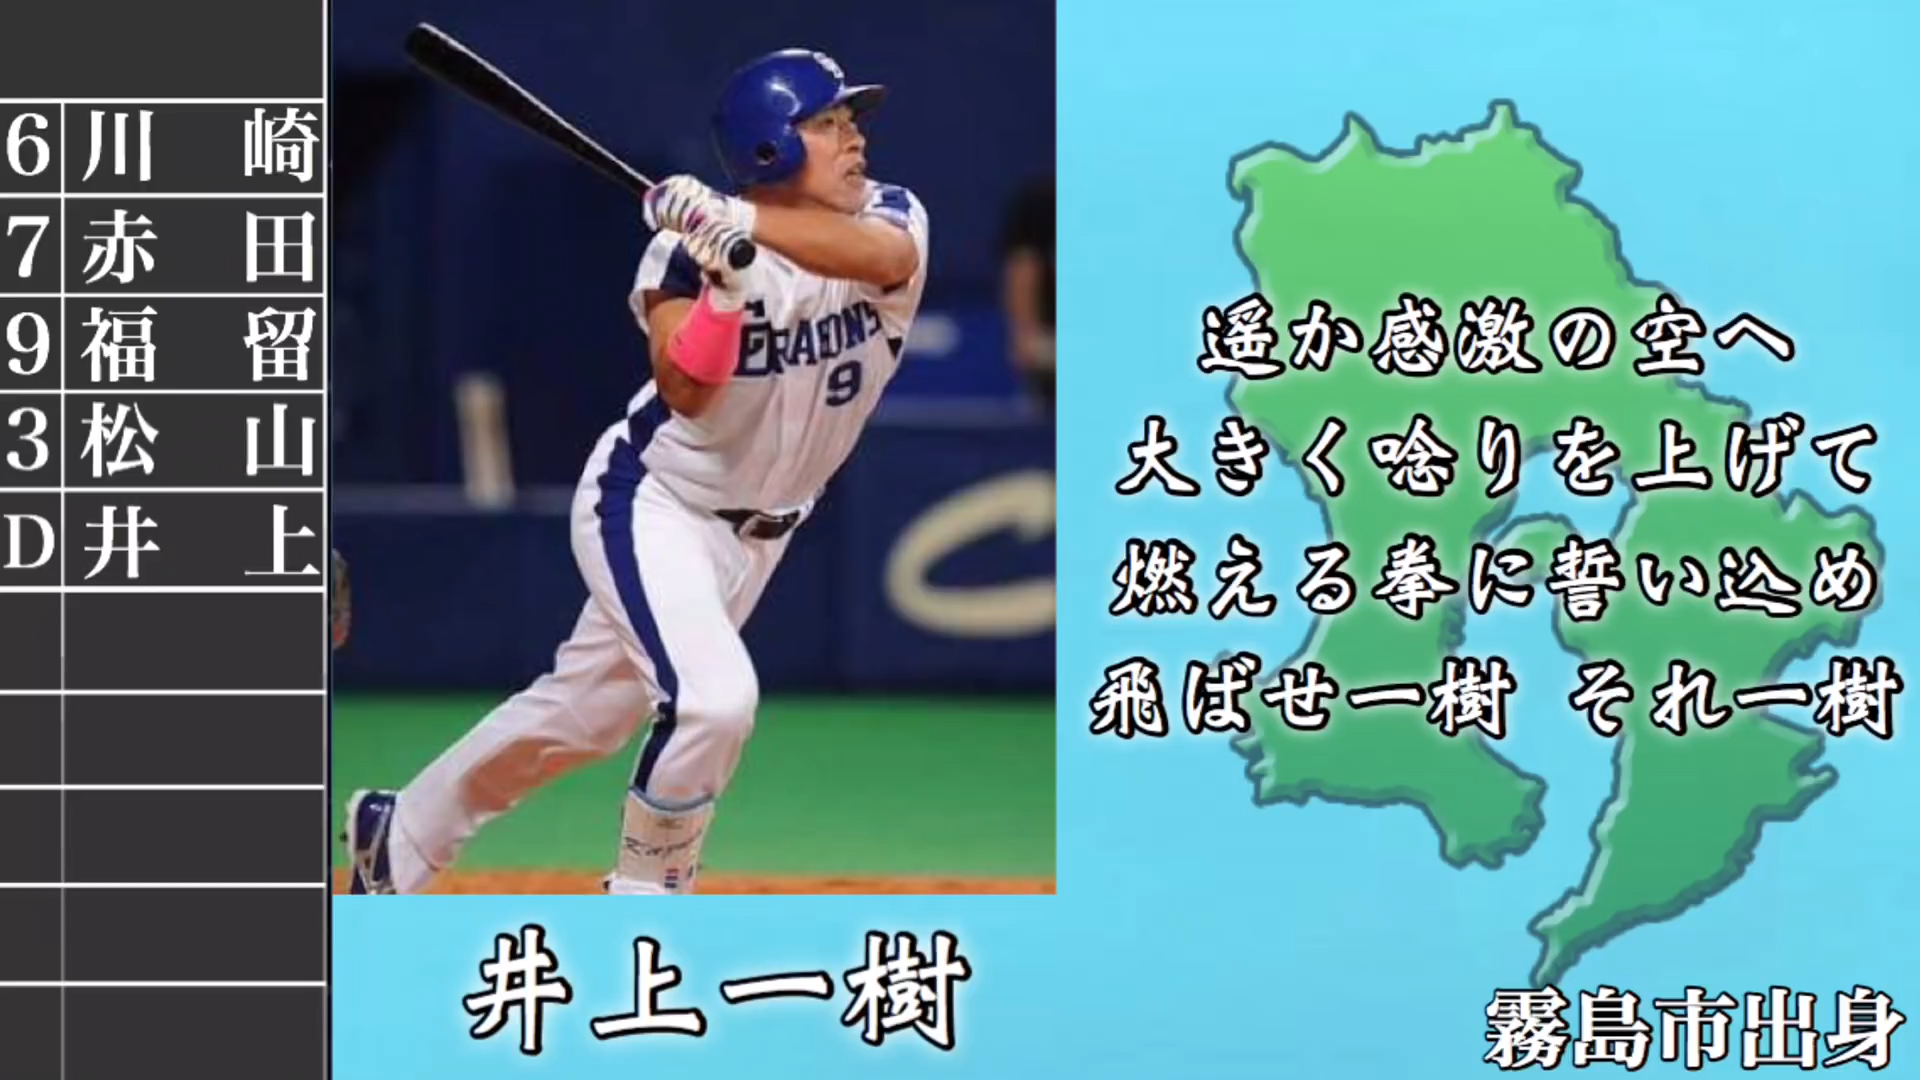 6 川崎
7 赤田
9 福留
3 松山
D 井上
DRAGONS
9
井上一樹
遥か感激の空へ
大きく唸りを上げて
燃える拳に誓い込め
飛ばせ一樹 それ一樹
霧島市出身